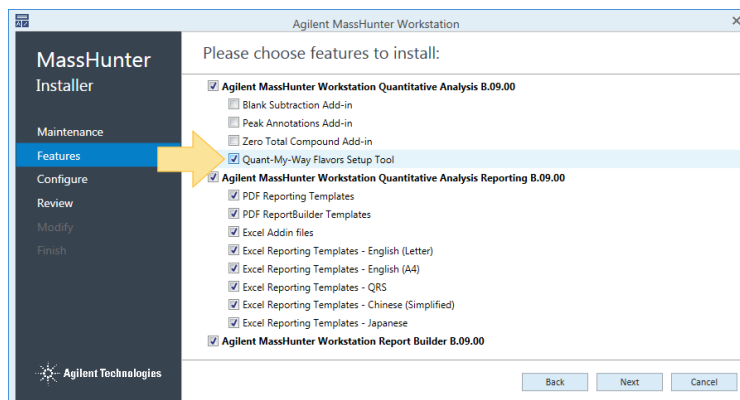 Agilent MassHunter Workstation
MassHunter
Installer
Maintenance
Features
Configure
Review
Modify
Finish
Agilent Technologies
Please choose features to install:
Agilent MassHunter Workstation Quantitative Analysis B.09.00
Blank Subtraction Add-in
Peak Annotations Add-in
Zero Total Compound Add-in
Quant-My-Way Flavors Setup Tool
Agilent MassHunter Workstation Quantitative Analysis Reporting B.09.00
PDF Reporting Templates
PDF ReportBuilder Templates
Excel Addin files
Excel Reporting Templates - English (Letter)
Excel Reporting Templates - English (A4)
Excel Reporting Templates - QRS
Excel Reporting Templates - Chinese (Simplified)
Excel Reporting Templates - Japanese
Agilent MassHunter Workstation Report Builder B.09.00
Back Next Cancel